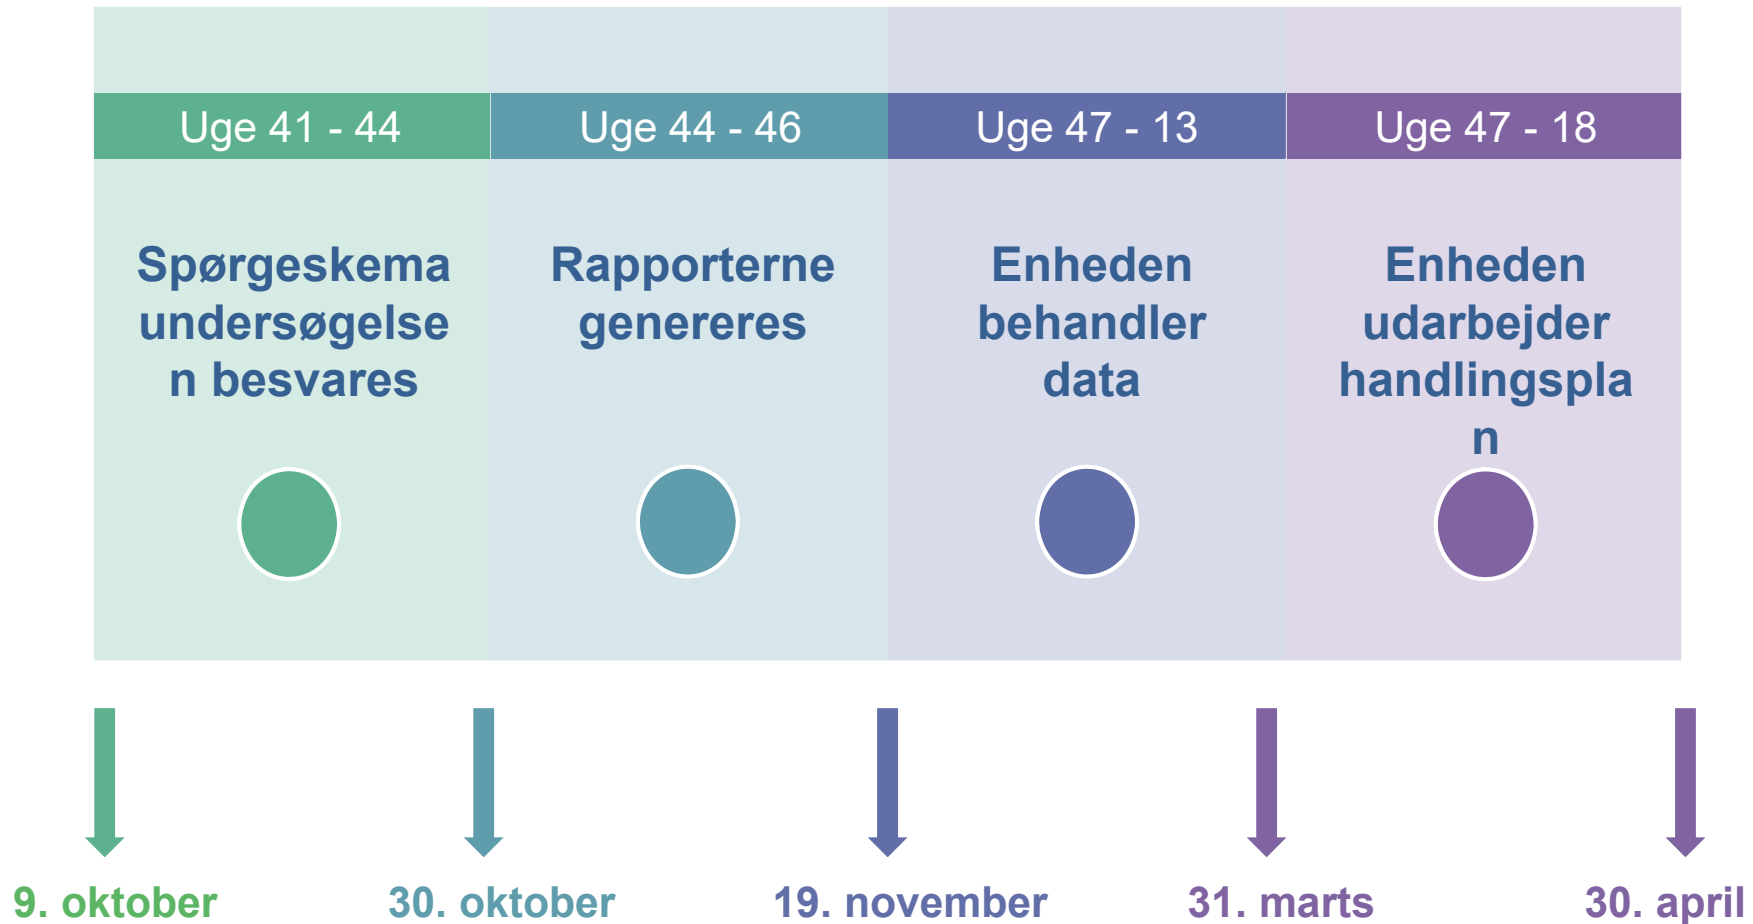 Uge 41 - 44
Uge 44 - 46
Uge 47 - 13
Uge 47 - 18
Spørgeskema
undersøgelse
n besvares
Rapporterne
genereres
Enheden
behandler
data
Enheden
udarbejder
handlingspla
n
9. oktober
30. oktober
19. november
31. marts
30. april